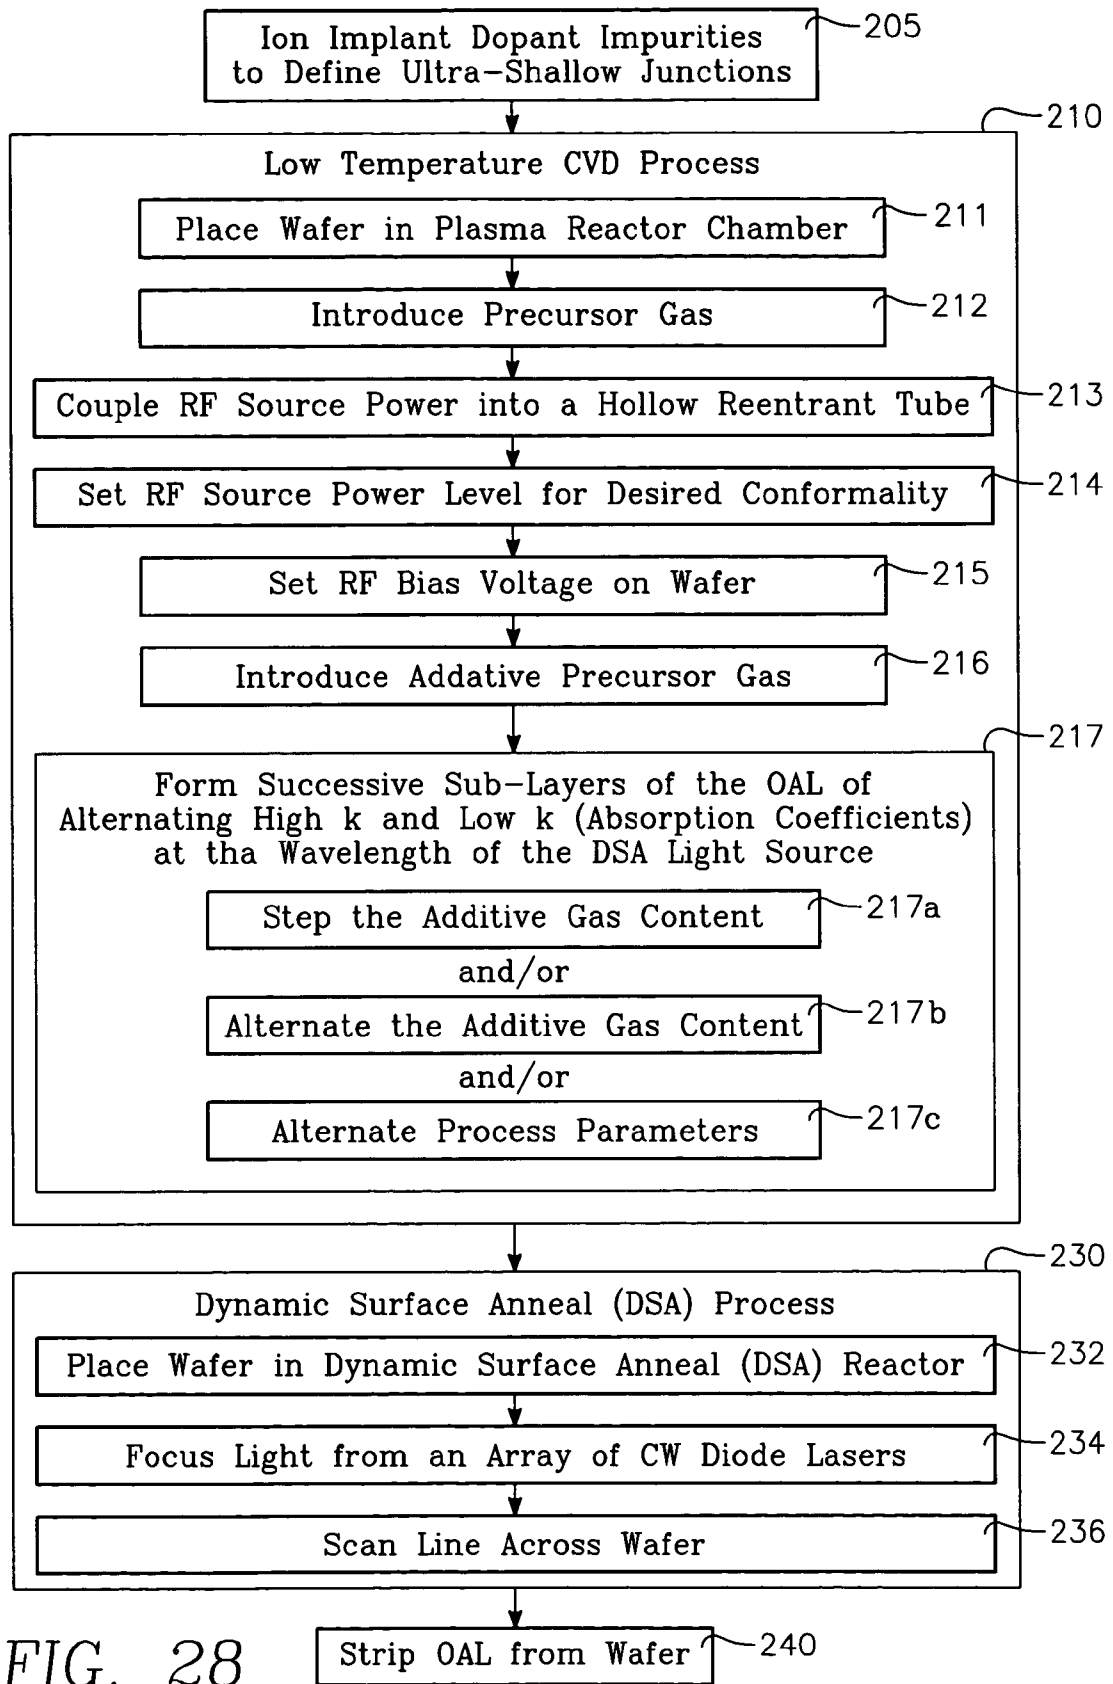 Ion Implant Dopant Impurities
to Define Ultra-Shallow Junctions
205
210
Low Temperature CVD Process
Place Wafer in Plasma Reactor Chamber
211
Introduce Precursor Gas
212
Couple RF Source Power into a Hollow Reentrant Tube
213
Set RF Source Power Level for Desired Conformality
214
Set RF Bias Voltage on Wafer
215
Introduce Addative Precursor Gas
216
217
Form Successive Sub-Layers of the OAL of
Alternating High k and Low k (Absorption Coefficients)
at tha Wavelength of the DSA Light Source
Step the Additive Gas Content
217a
and/or
Alternate the Additive Gas Content
217b
and/or
Alternate Process Parameters
217c
230
Dynamic Surface Anneal (DSA) Process
Place Wafer in Dynamic Surface Anneal (DSA) Reactor
232
Focus Light from an Array of CW Diode Lasers
234
Scan Line Across Wafer
236
Strip OAL from Wafer
240
FIG. 28